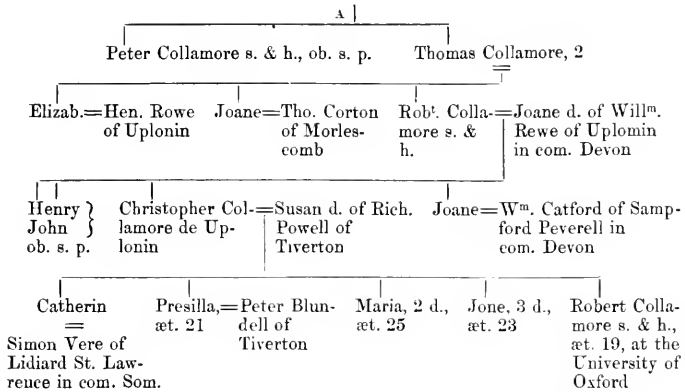 A
Peter Collamore s. & h., ob. s. p.
Thomas Collamore, 2
Elizab.=Hen. Rowe
of Uplonin
Joane=Tho. Corton
of Morles-
comb
Robt. Colla-
more s. &
h.
=Joane d. of Willm.
Rewe of Uplomin
in com. Devon
Henry }
John }
ob. s. p.
Christopher Col-
lamore de Up-
lonin
=Susan d. of Rich.
Powell of
Tiverton
Joane=Wm. Catford of Samp-
ford Peverell in
com. Devon
Catherin
=
Simon Vere of
Lidiard St. Law-
rence in com. Som.
Presilla,
æt. 21
=Peter Blun-
dell of
Tiverton
Maria, 2 d.,
æt. 25
Jone, 3 d.,
æt. 23
Robert Colla-
more s. & h.,
æt. 19, at the
University of
Oxford